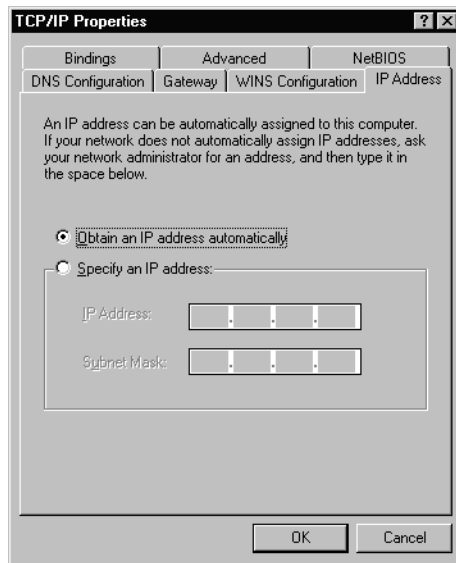 TCP/IP Properties
Bindings Advanced NetBIOS
DNS Configuration Gateway WINS Configuration IP Address
An IP address can be automatically assigned to this computer.
If your network does not automatically assign IP addresses, ask
your network administrator for an address, and then type it in
the space below.
Obtain an IP address automatically
Specify an IP address:
IP Address:
. . .
Subnet Mask:
. . .
OK Cancel